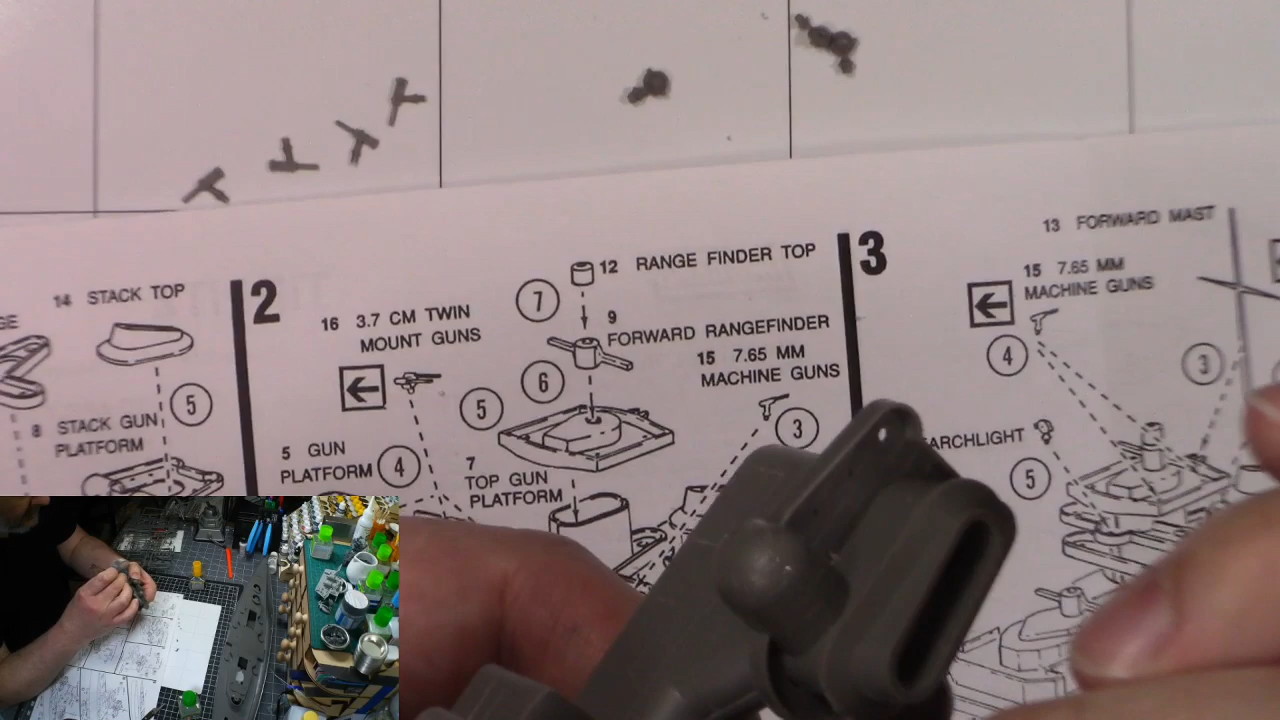 14 STACK TOP
GE
5
8 STACK GUN
PLATFORM
2
16 3.7 CM TWIN
MOUNT GUNS
5 GUN
PLATFORM
4
7
12 RANGE FINDER TOP
9
FORWARD RANGEFINDER
6
15 7.65 MM
MACHINE GUNS
5
3
7
TOP GUN
PLATFORM
3
13 FORWARD MAST
15 7.65 MM
MACHINE GUNS
4
3
EARCHLIGHT
5